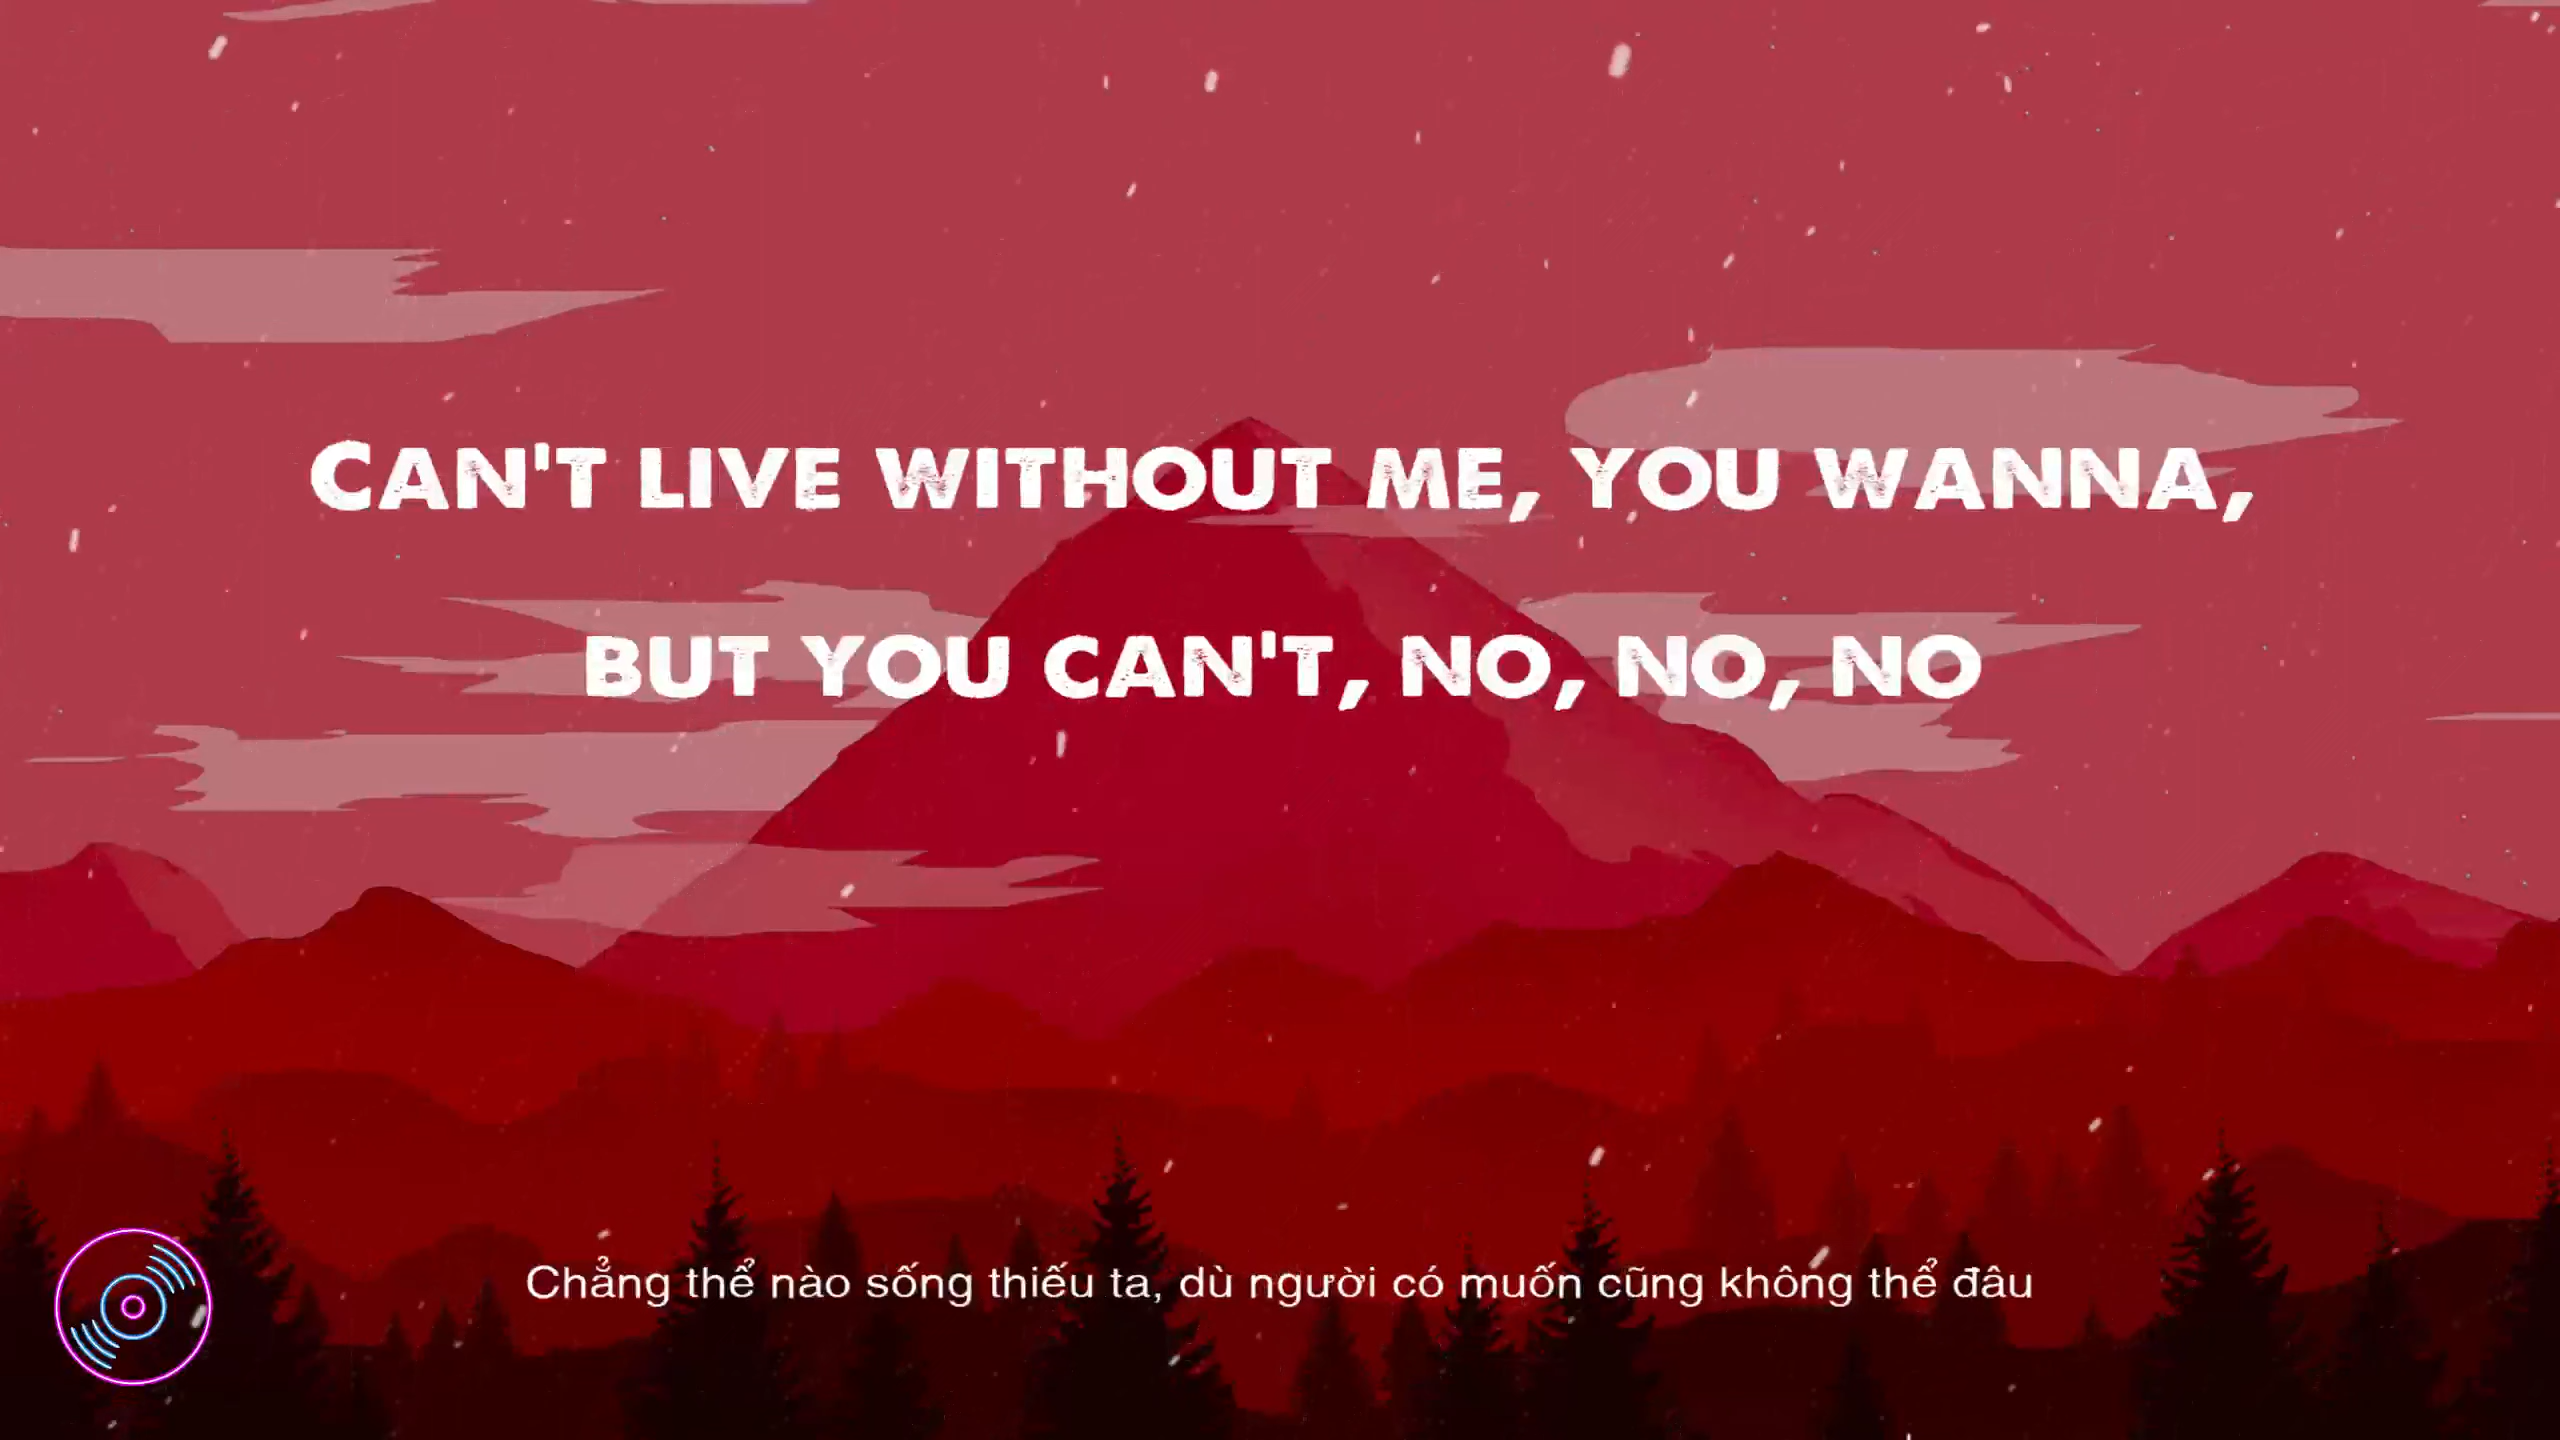 CAN'T LIVE WITHOUT ME, YOU WANNA,
BUT YOU CAN'T, NO, NO, NO
Chẳng thể nào sống thiếu ta, dù người có muốn cũng không thể đâu